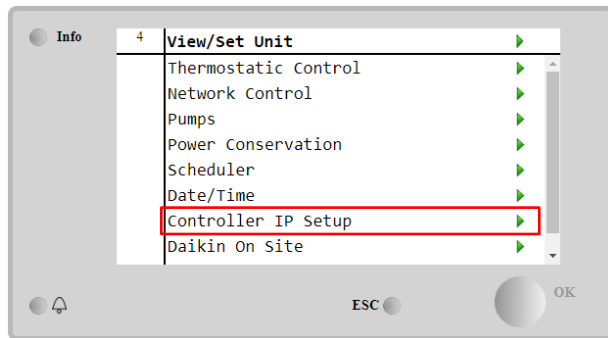 Info
4 View/Set Unit
Thermostatic Control
Network Control
Pumps
Power Conservation
Scheduler
Date/Time
Controller IP Setup
Daikin On Site
ESC
OK